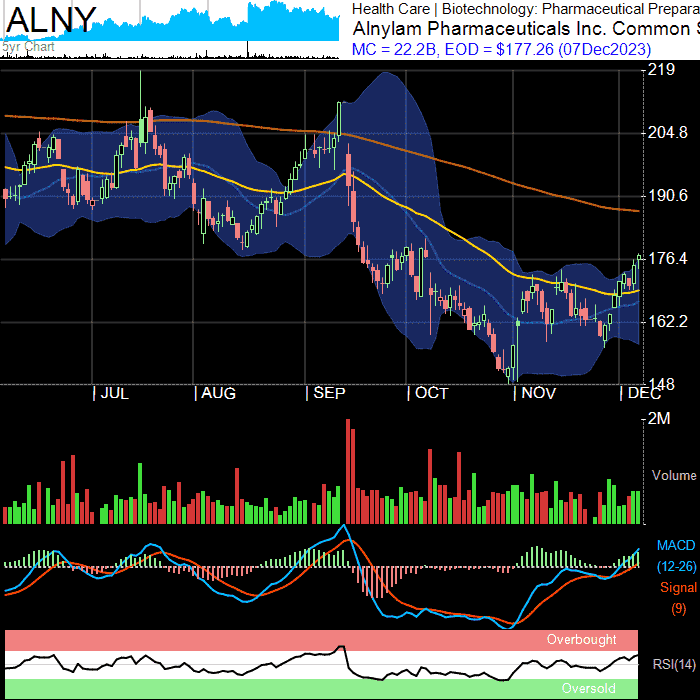 ALNY
5yr Chart
Health Care | Biotechnology: Pharmaceutical Prepara
Alnylam Pharmaceuticals Inc. Common S
MC = 22.2B, EOD = $177.26 (07Dec2023)
219
204.8
190.6
176.4
162.2
148
| JUL | AUG | SEP | OCT | NOV | DEC
2M
Volume
MACD
(12-26)
Signal
(9)
Overbought
RSI(14)
Oversold